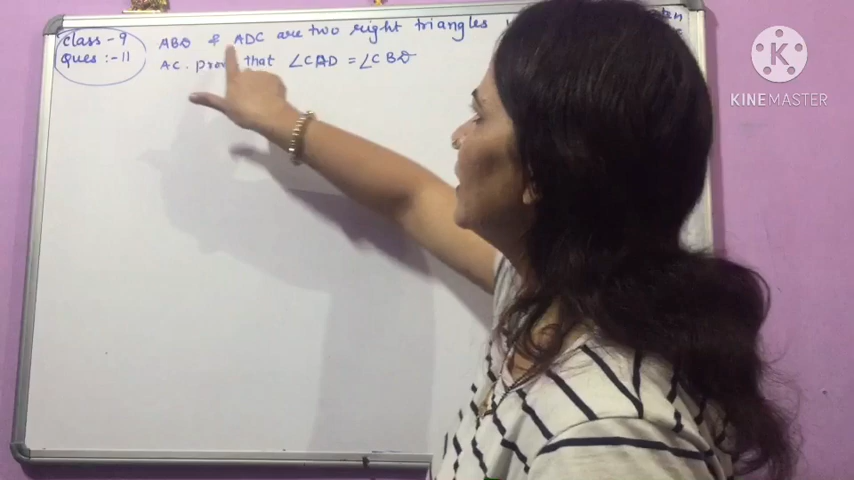 class - 9
Ques :- 11
ABD & ADC are two right triangles
AC. prove that ∠CAD = ∠CBD
KINEMASTER